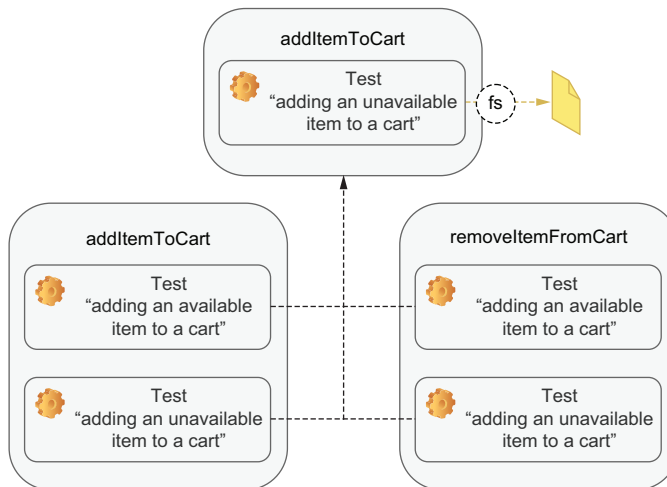 addItemToCart
Test
“adding an unavailable
item to a cart”
fs
addItemToCart
Test
“adding an available
item to a cart”
Test
“adding an unavailable
item to a cart”
removeItemFromCart
Test
“adding an available
item to a cart”
Test
“adding an unavailable
item to a cart”